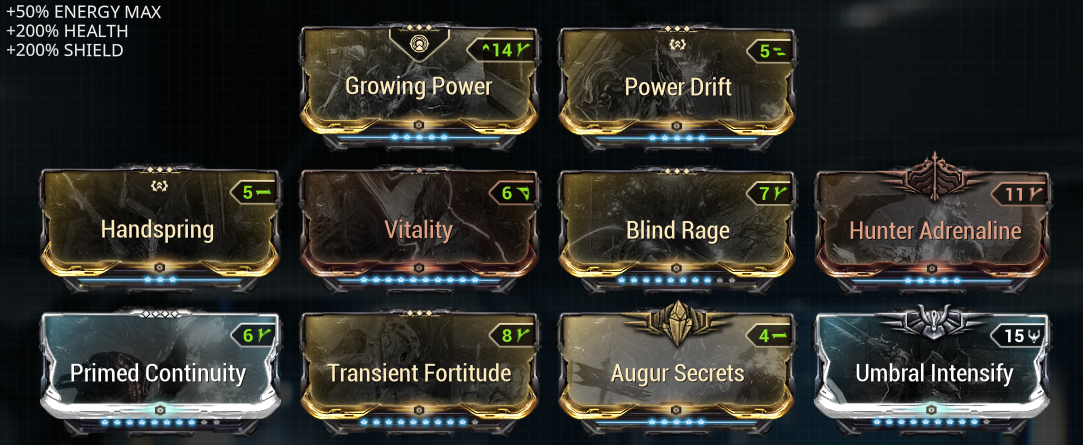 +50% ENERGY MAX
+200% HEALTH
+200% SHIELD
14
Growing Power
5
Power Drift
5
Handspring
6
Vitality
7
Blind Rage
11
Hunter Adrenaline
6
Primed Continuity
8
Transient Fortitude
4
Augur Secrets
15
Umbral Intensify